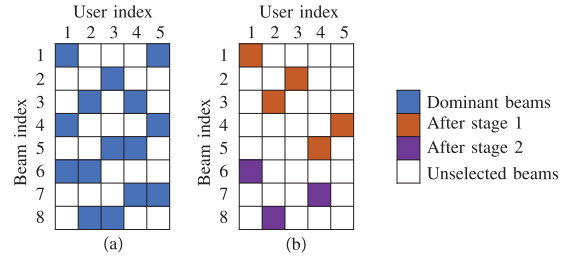 User index
1 2 3 4 5
Beam index
1
2
3
4
5
6
7
8
(a)
User index
1 2 3 4 5
Beam index
1
2
3
4
5
6
7
8
(b)
Dominant beams
After stage 1
After stage 2
Unselected beams